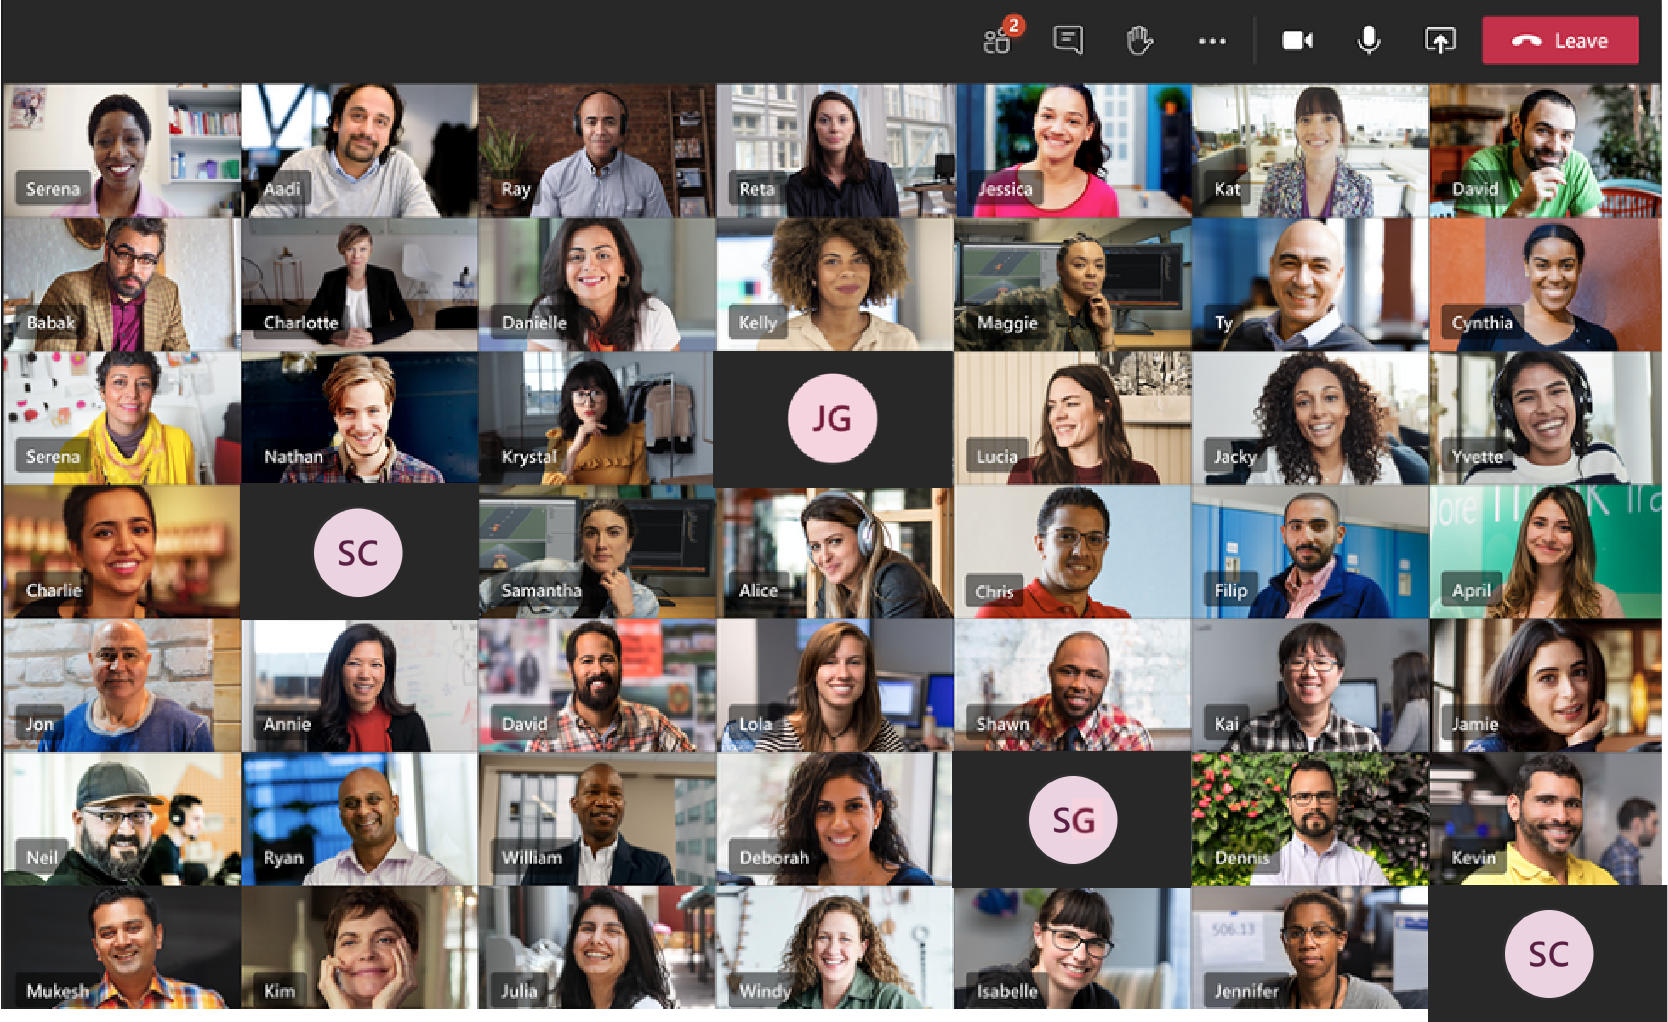 2
Leave
Serena
Aadi
Ray
Reta
Jessica
Kat
David
Babak
Charlotte
Danielle
Kelly
Maggie
Ty
Cynthia
Serena
Nathan
Krystal
JG
Lucia
Jacky
Yvette
Charlie
SC
Samantha
Alice
Chris
Filip
April
Jon
Annie
David
Lola
Shawn
Kai
Jamie
Neil
Ryan
William
Deborah
SG
Dennis
Kevin
Mukesh
Kim
Julia
Windy
Isabelle
506.13
Jennifer
SC